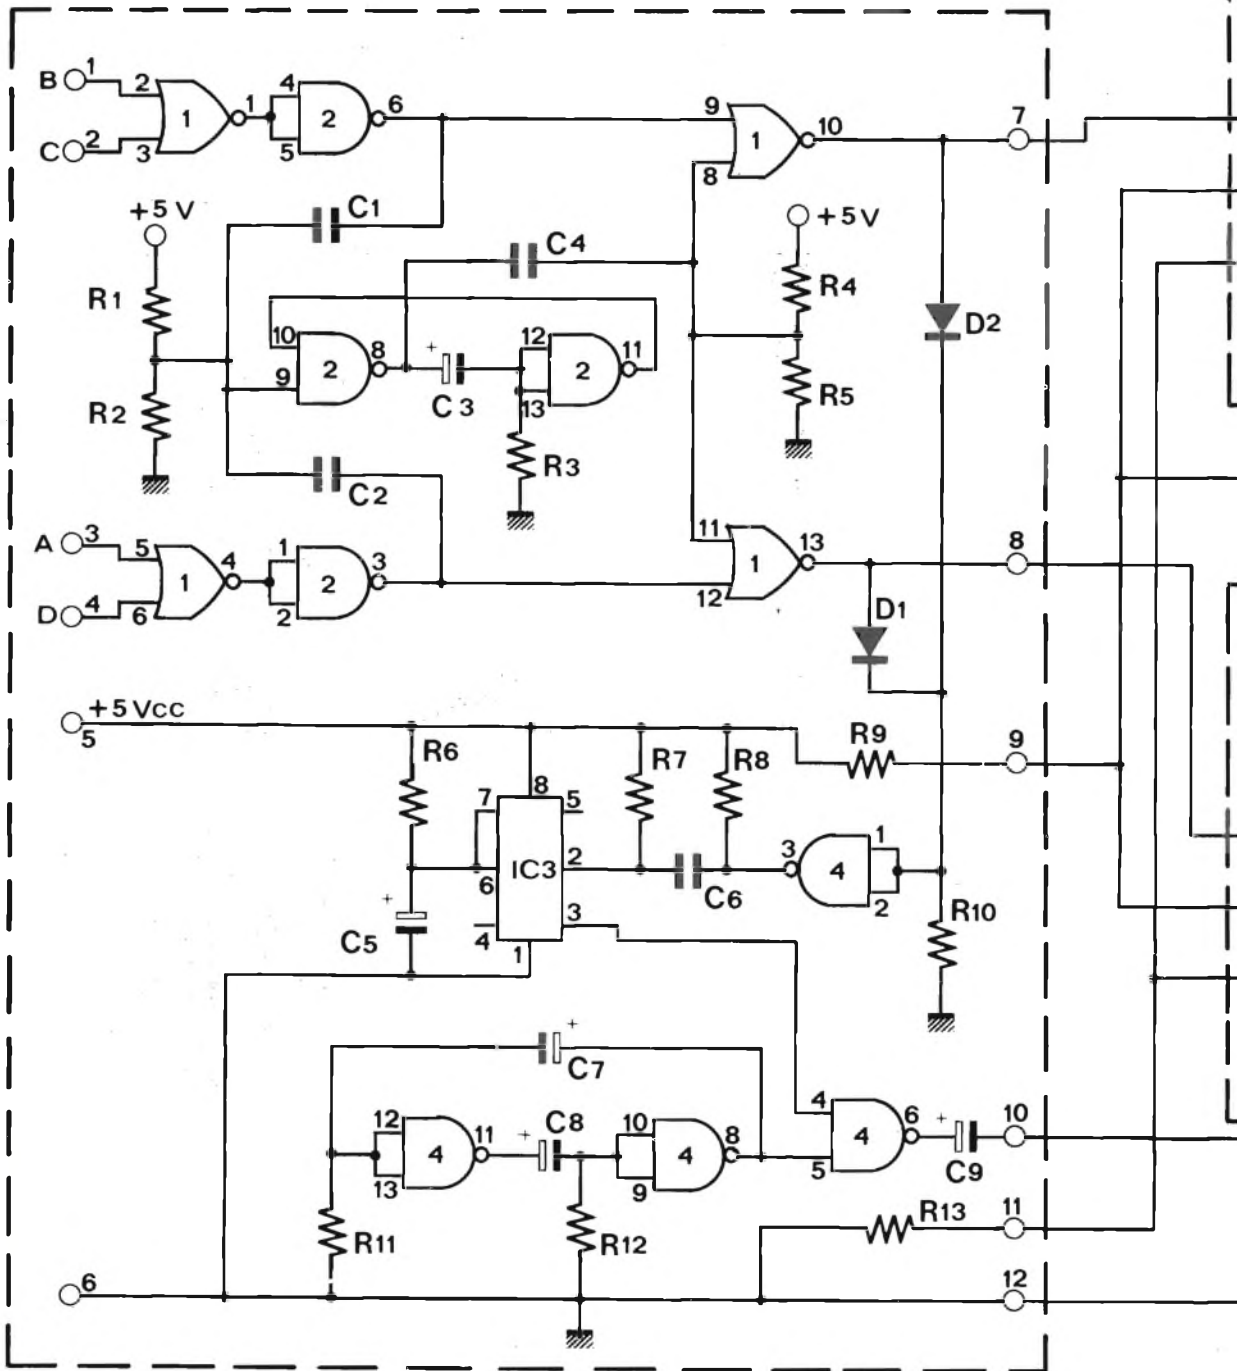 B 1 2 1 4 6 9 10 7
1 2 1
C 2 3 5 8
+5 V C1 +5V
C4
R1 R4 D2
10 8 + 12 11
2 2
9 C3 13 R5
R2
R3
C2
A 3 5 4 1 3 11 13 8
1 2 1
D 4 6 2 12 D1
+5 Vcc
5 R6 R7 R8 R9 9
7 8 5
IC3 2 3 4 1
6 C6 2
+ C5 4 1 3 R10
+
C7
12 11 + C8 10 8 4 6 + 10
4 4 4
13 9 5 C9
R11 R12 R13 11
6 12